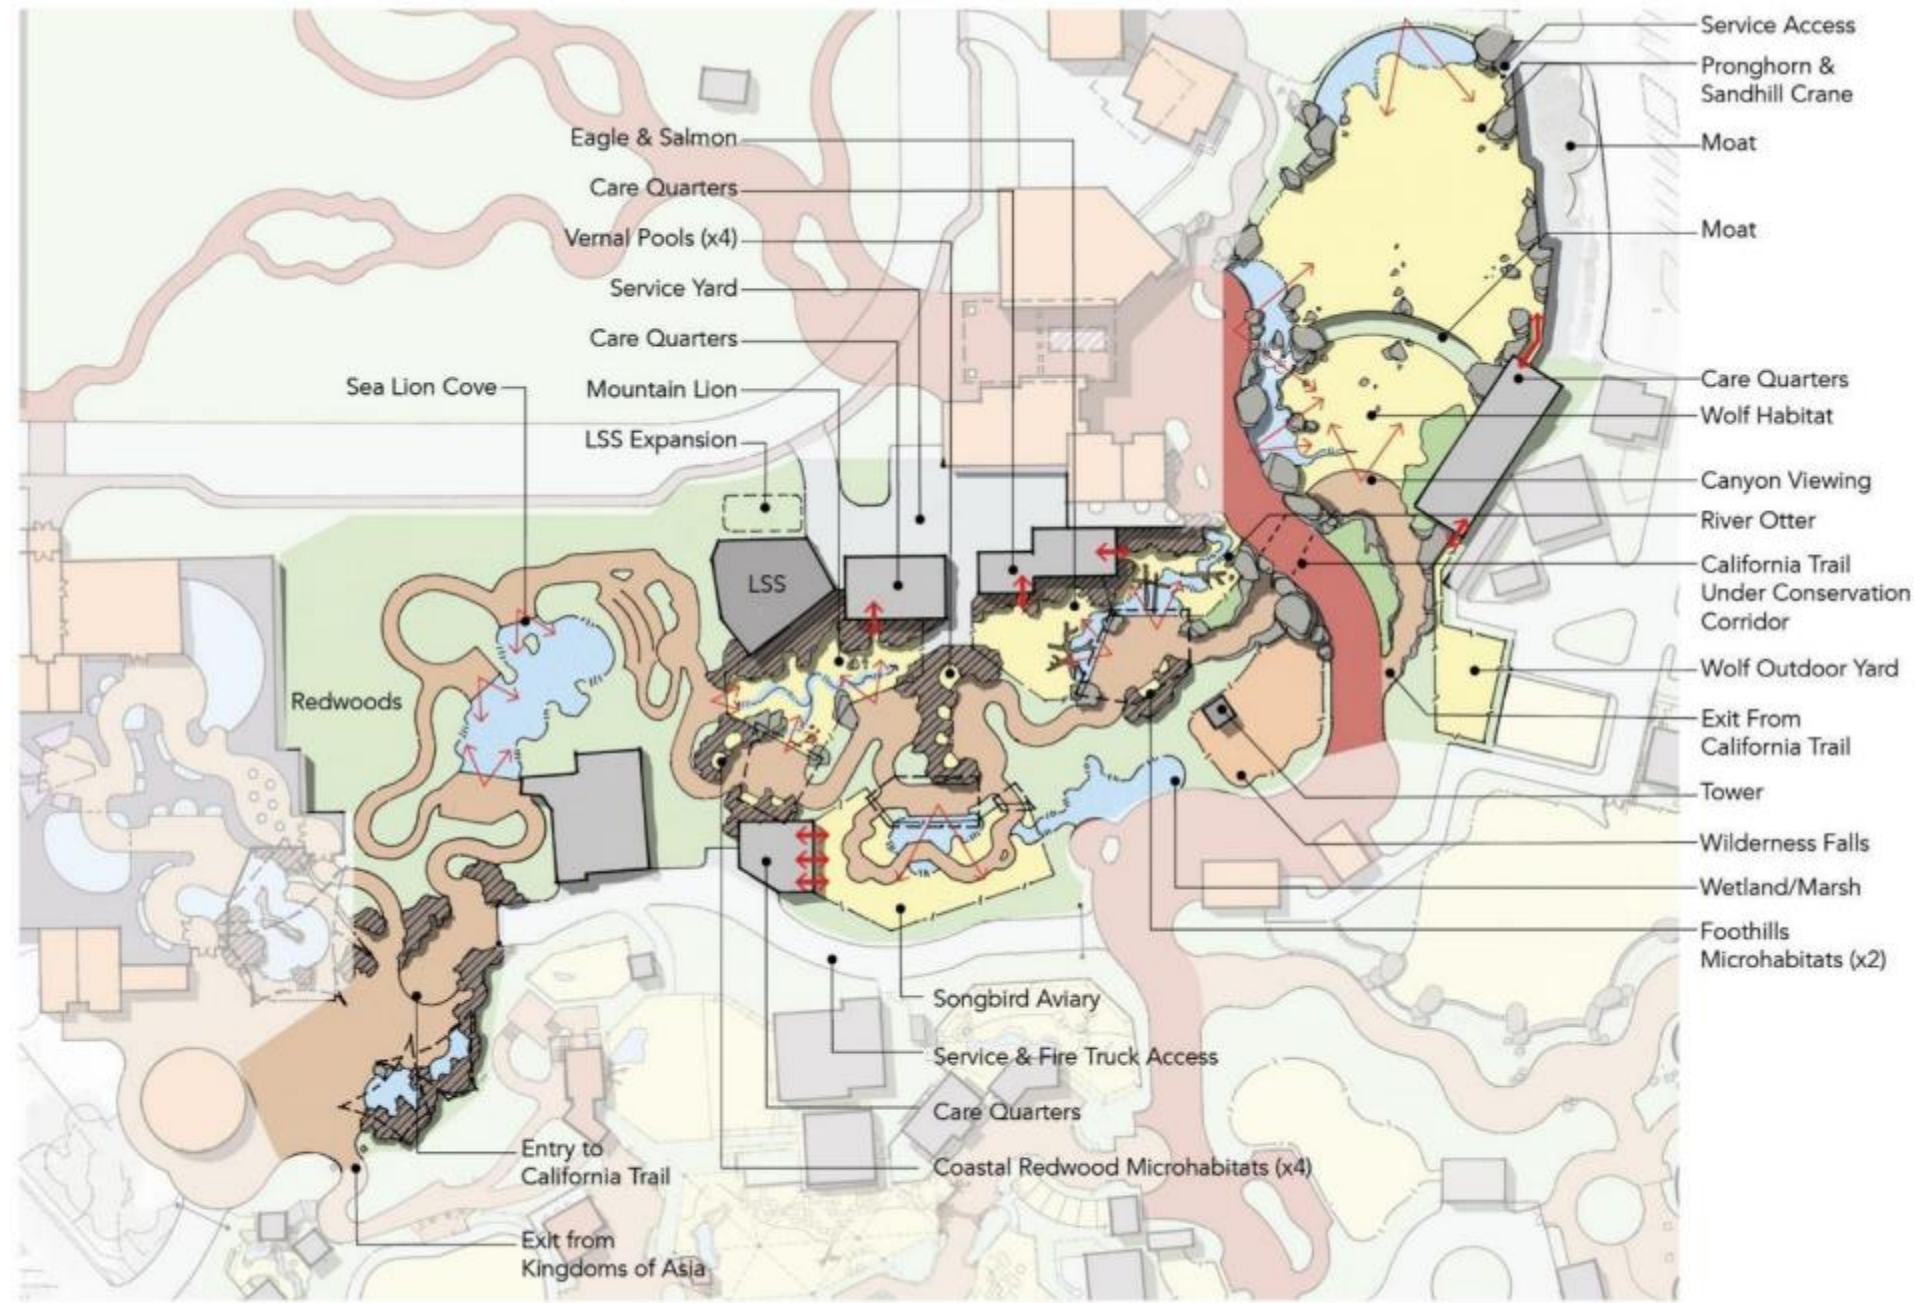 Service Access
Pronghorn &
Sandhill Crane
Moat
Moat
Eagle & Salmon
Care Quarters
Vernal Pools (x4)
Service Yard
Care Quarters
Sea Lion Cove
Mountain Lion
LSS Expansion
Care Quarters
Wolf Habitat
Canyon Viewing
River Otter
California Trail
Under Conservation
Corridor
LSS
Redwoods
Wolf Outdoor Yard
Exit From
California Trail
Tower
Wilderness Falls
Wetland/Marsh
Foothills
Microhabitats (x2)
Songbird Aviary
Service & Fire Truck Access
Care Quarters
Coastal Redwood Microhabitats (x4)
Entry to
California Trail
Exit from
Kingdoms of Asia